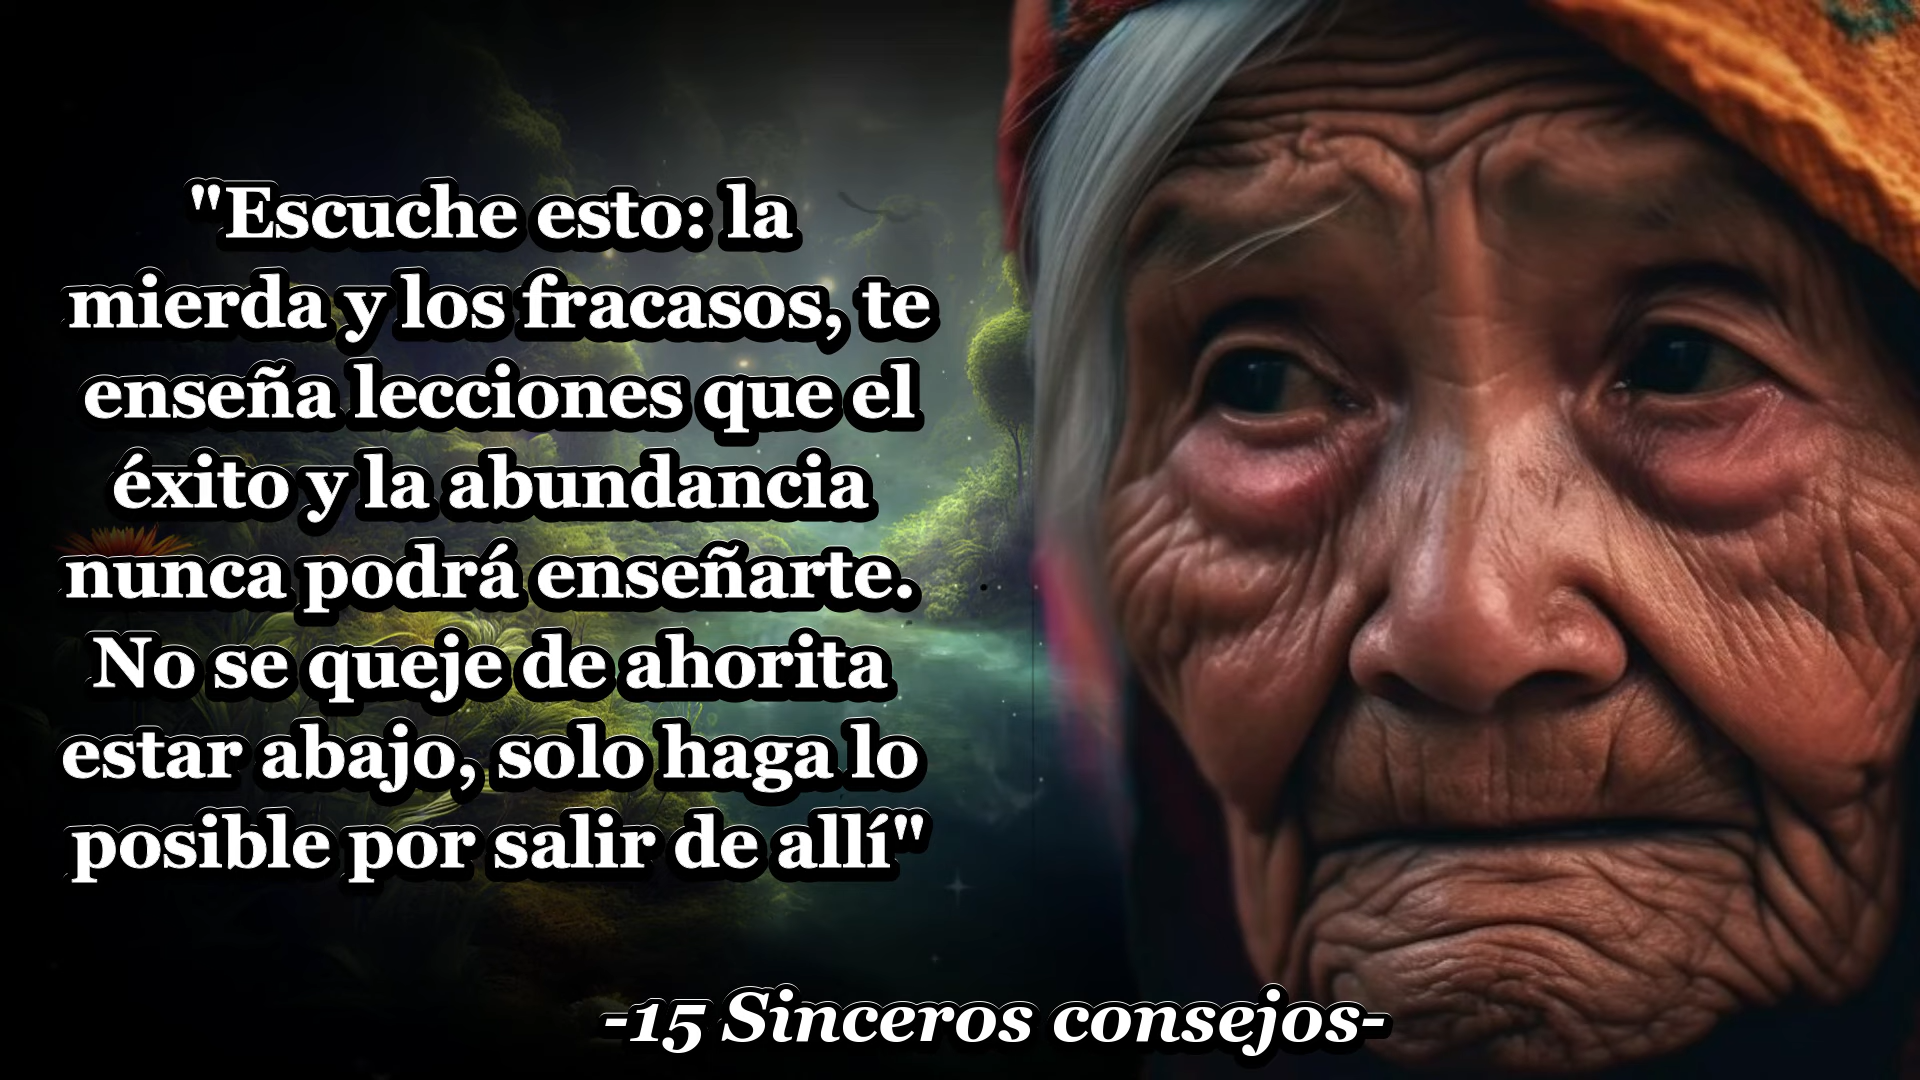 "Escuche esto: la
mierda y los fracasos, te
enseña lecciones que el
éxito y la abundancia
nunca podrá enseñarte.
No se queje de ahorita
estar abajo, solo haga lo
posible por salir de allí"
-15 Sinceros consejos-